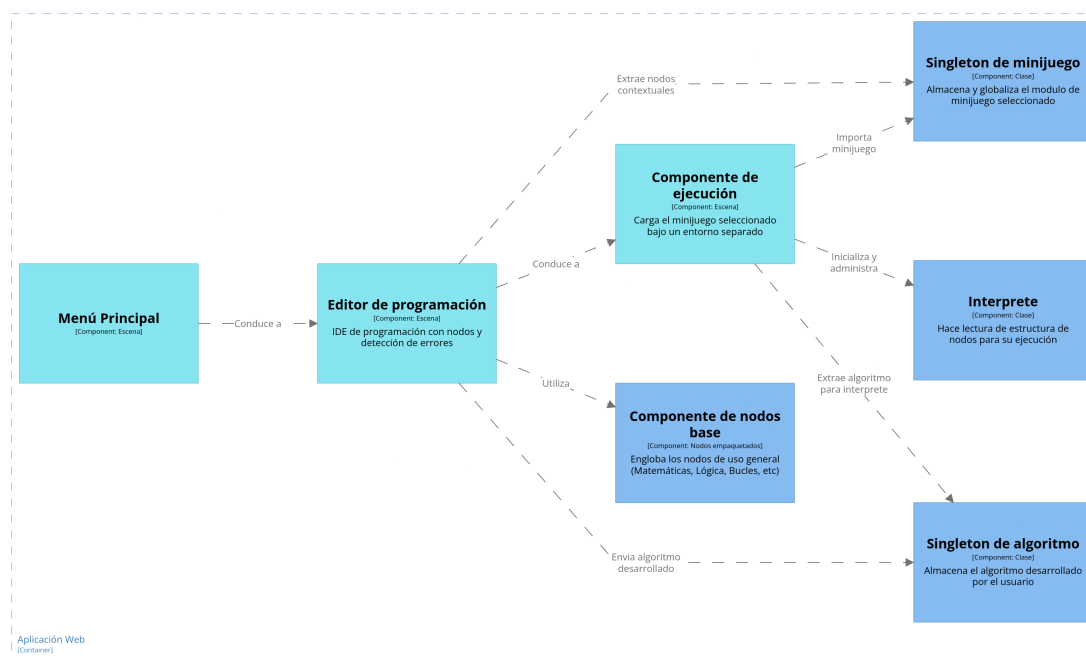 Singleton de minijuego
[Component: Clase]
Almacena y globaliza el modulo de
minijuego seleccionado
Extrae nodos
contextuales
Importa
minijuego
Componente de
ejecución
[Component: Escena]
Carga el minijuego seleccionado
bajo un entorno separado
Conduce a
Inicializa y
administra
Menú Principal
[Component: Escena]
Conduce a
Editor de programación
[Component: Escena]
IDE de programación con nodos y
detección de errores
Interprete
[Component: Clase]
Hace lectura de estructura de
nodos para su ejecución
Utiliza
Extrae algoritmo
para interprete
Componente de nodos
base
[Component: Nodos empaquetados]
Engloba los nodos de uso general
(Matemáticas, Lógica, Bucles, etc)
Envia algoritmo
desarrollado
Singleton de algoritmo
[Component: Clase]
Almacena el algoritmo desarrollado
por el usuario
Aplicación Web
[Container]